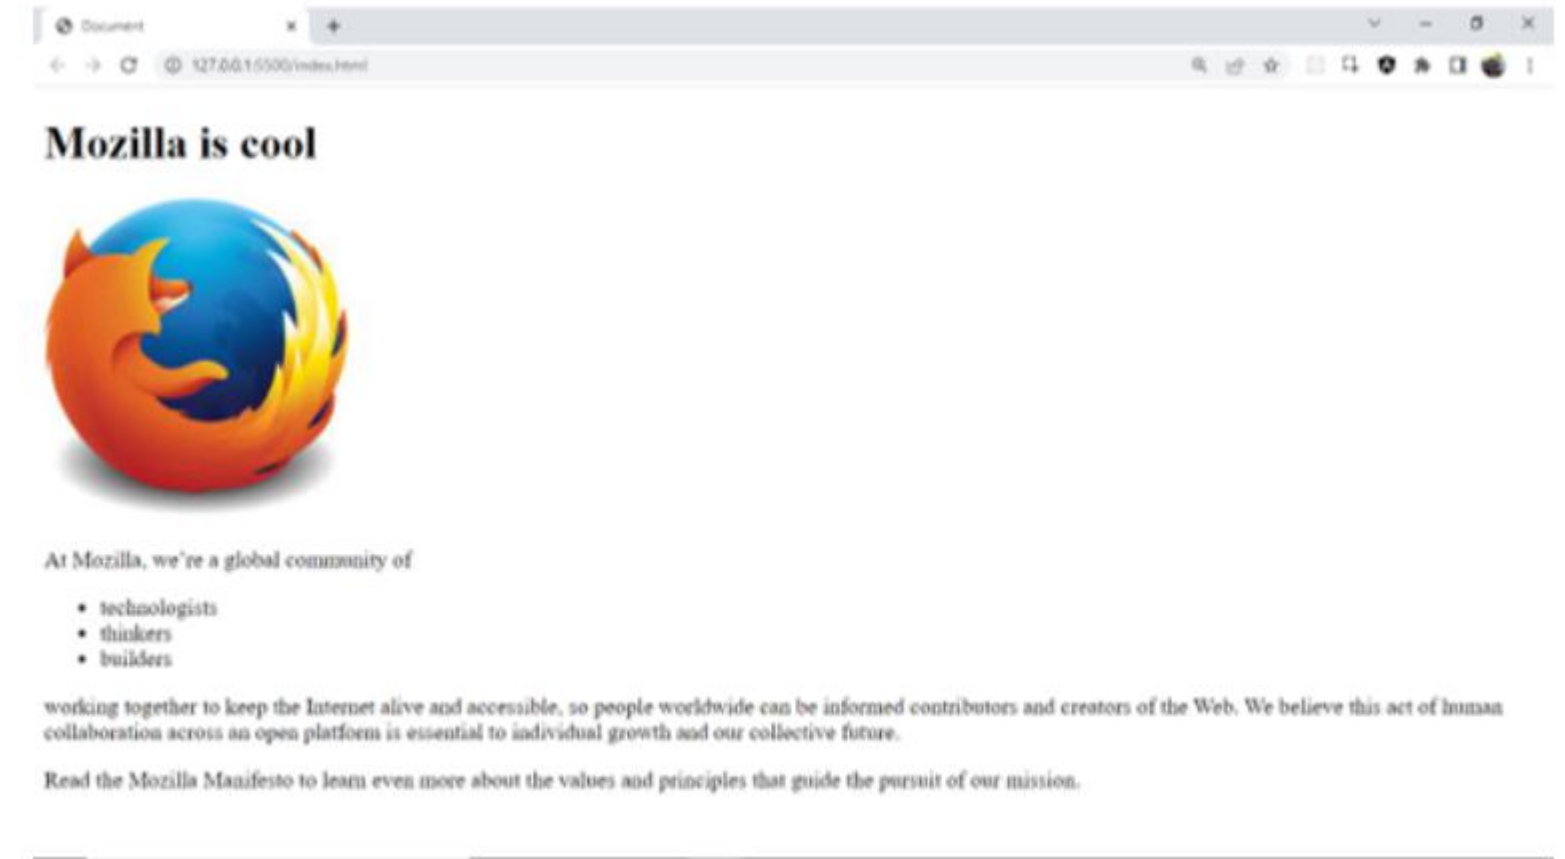 Document
127.0.0.1:5500/index.html
Mozilla is cool
At Mozilla, we’re a global community of
• technologists
• thinkers
• builders
working together to keep the Internet alive and accessible, so people worldwide can be informed contributors and creators of the Web. We believe this act of human
collaboration across an open platform is essential to individual growth and our collective future.
Read the Mozilla Manifesto to learn even more about the values and principles that guide the pursuit of our mission.